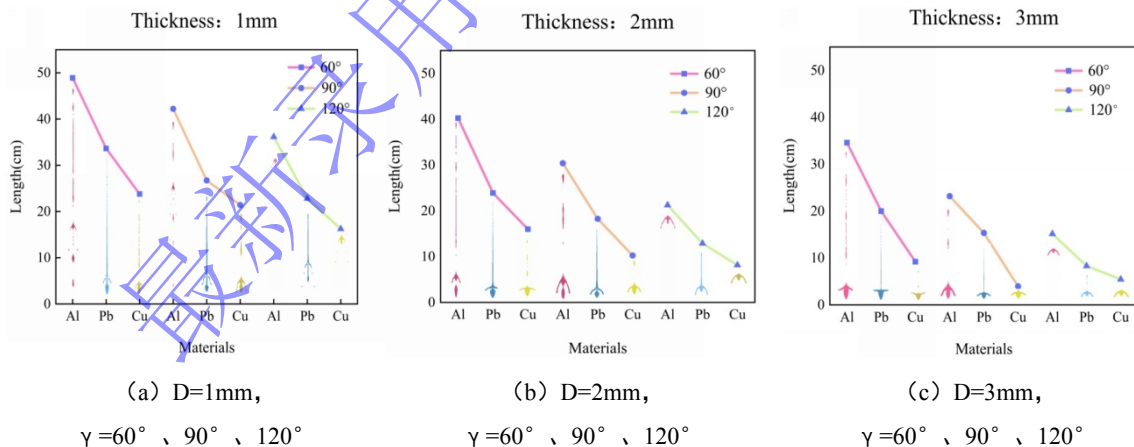 Thickness: 1mm
60°
90°
120°
Length(cm)
50
40
30
20
10
0
Al Pb Cu Al Pb Cu Al Pb Cu
Materials
(a) D=1mm,
γ=60° 、90° 、120°
Thickness: 2mm
60°
90°
120°
Length(cm)
50
40
30
20
10
0
Al Pb Cu Al Pb Cu Al Pb Cu
Materials
(b) D=2mm,
γ=60° 、90° 、120°
Thickness: 3mm
60°
90°
120°
Length(cm)
50
40
30
20
10
0
Al Pb Cu Al Pb Cu Al Pb Cu
Materials
(c) D=3mm,
γ=60° 、90° 、120°
最新录用